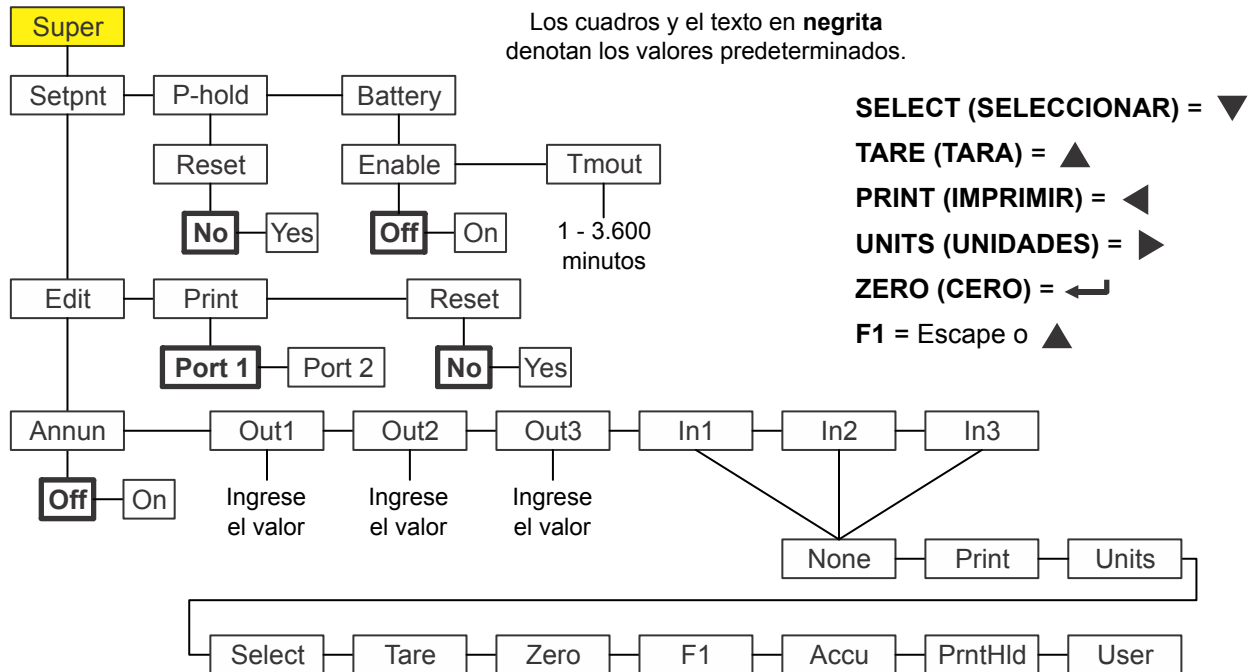 Super
Los cuadros y el texto en negrita
denotan los valores predeterminados.
Setpnt P-hold Battery
SELECT (SELECCIONAR) = ▼
TARE (TARA) = ▲
PRINT (IMPRIMIR) = ◀
UNITS (UNIDADES) = ▶
ZERO (CERO) = ↵
F1 = Escape o ▲
Reset Enable Tmout
No Yes Off On 1 - 3.600
minutos
Edit Print Reset
Port 1 Port 2 No Yes
Annun Out1 Out2 Out3 In1 In2 In3
Off On
Ingrese
el valor
Ingrese
el valor
Ingrese
el valor
None Print Units
Select Tare Zero F1 Accu PrntHld User